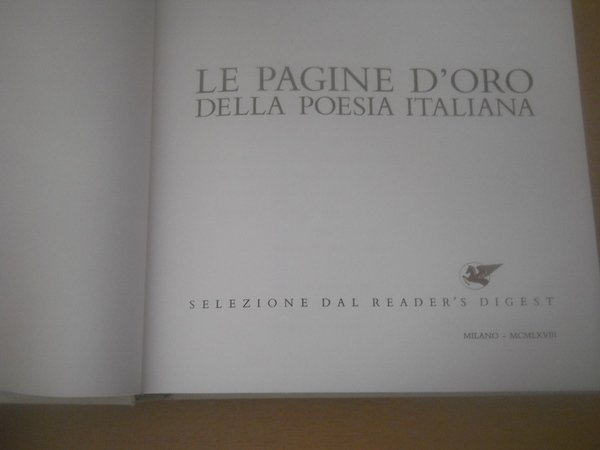 LE PAGINE D'ORO
DELLA POESIA ITALIANA
SELEZIONE DAL READER'S DIGEST
MILANO - MCMLXVIII